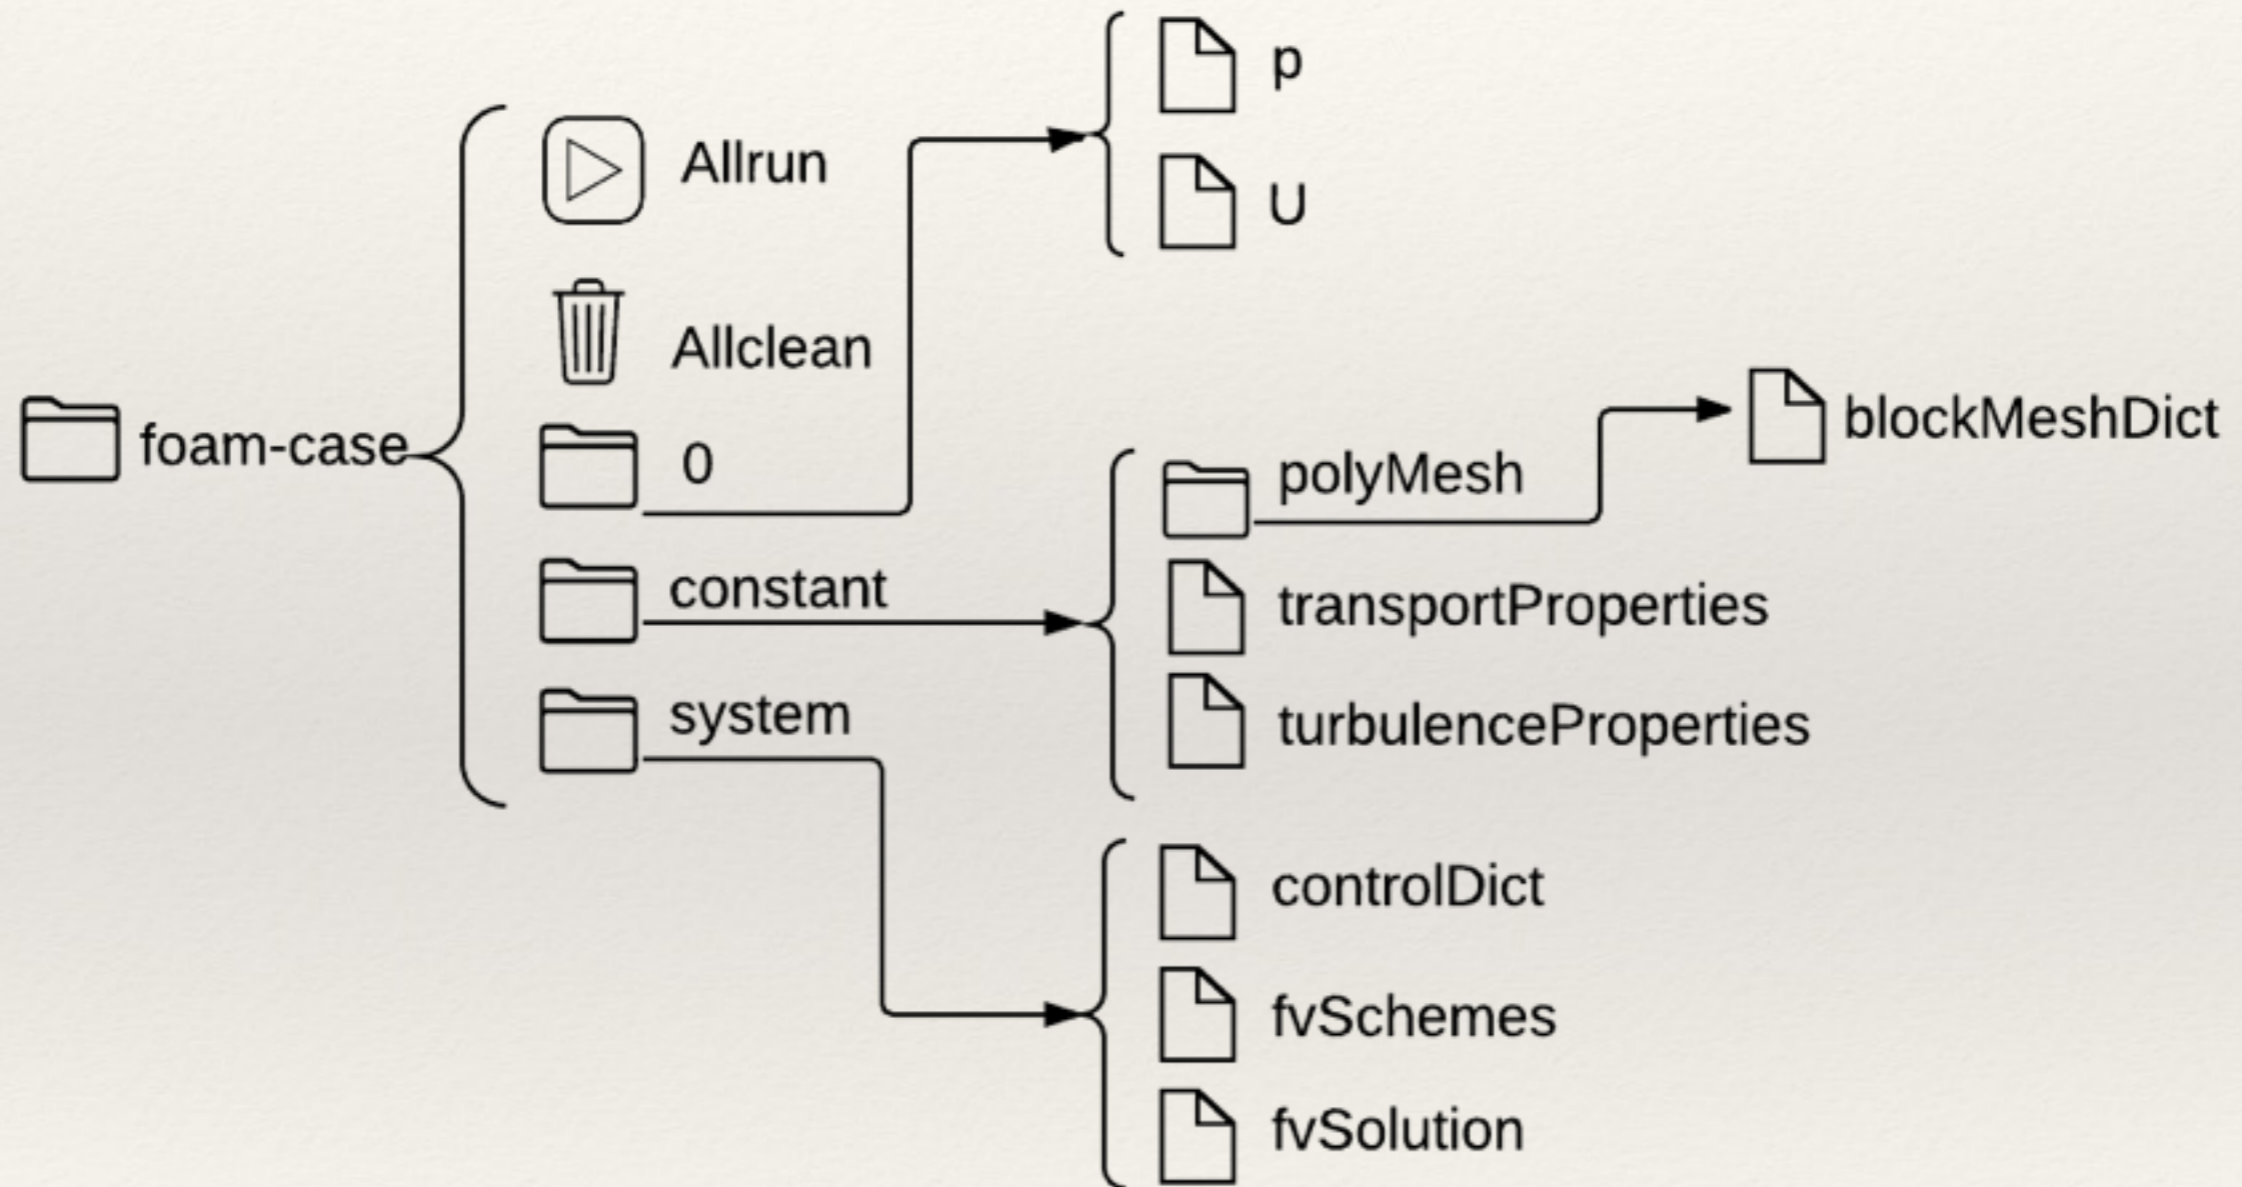 foam-case
Allrun
Allclean
0
constant
system
p
U
polyMesh
transportProperties
turbulenceProperties
blockMeshDict
controlDict
fvSchemes
fvSolution